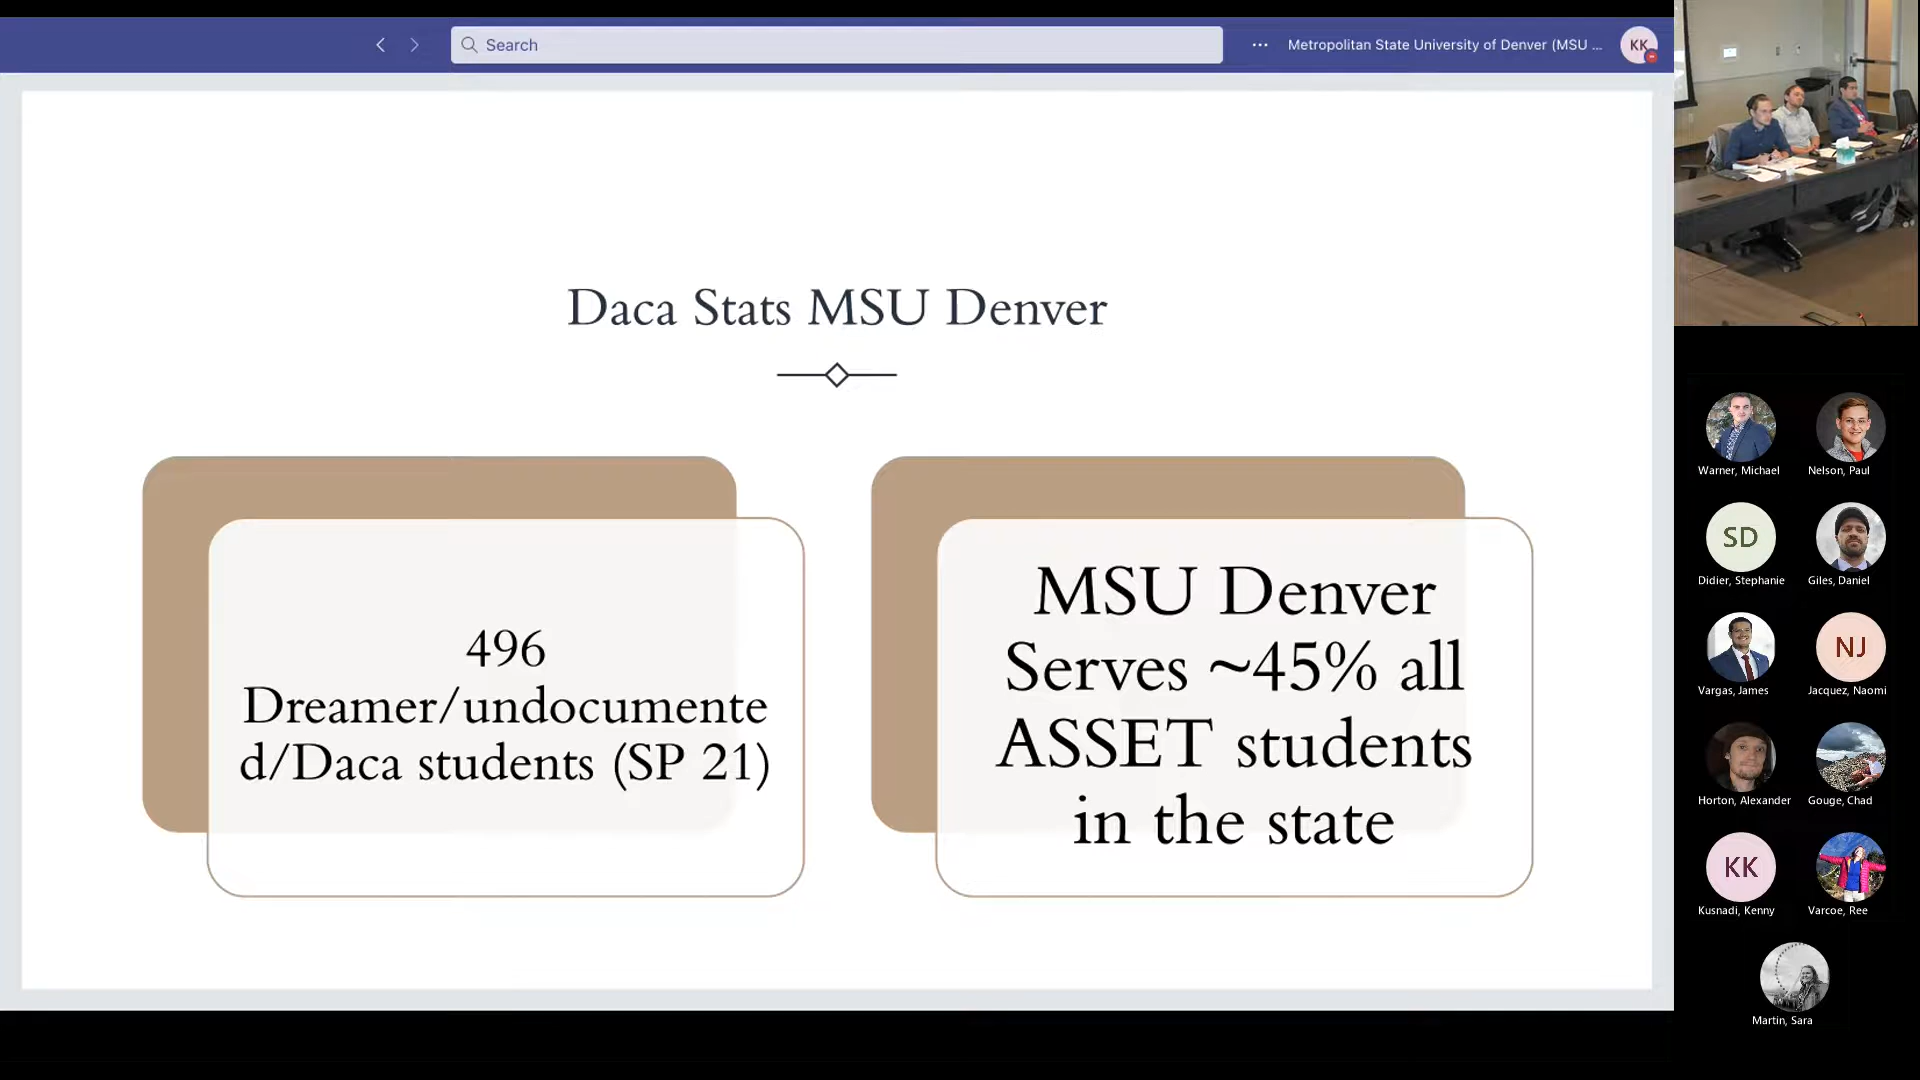 Search
... Metropolitan State University of Denver (MSU ...
KK
Daca Stats MSU Denver
496
Dreamer/undocumente
d/Daca students (SP 21)
MSU Denver
Serves ~45% all
ASSET students
in the state
Warner, Michael
Nelson, Paul
SD
Didier, Stephanie
Giles, Daniel
Vargas, James
NJ
Jacquez, Naomi
Horton, Alexander
Gouge, Chad
KK
Kusnadi, Kenny
Varcoe, Ree
Martin, Sara